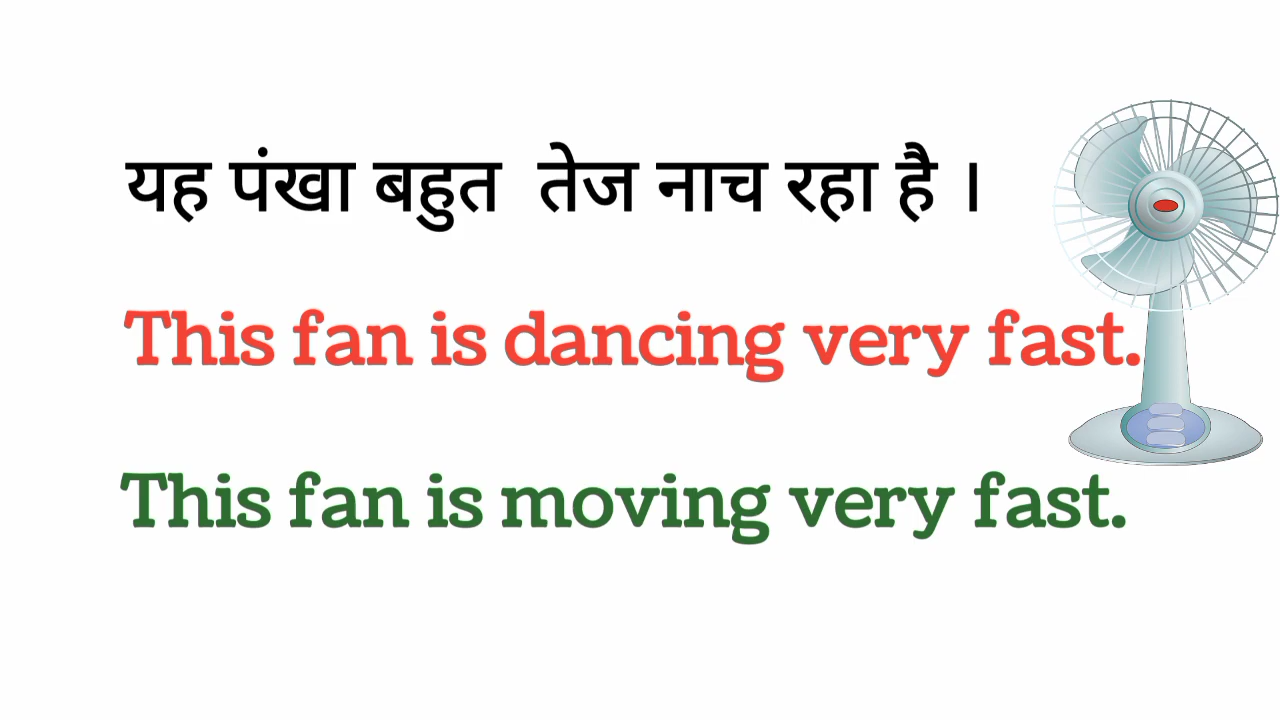 यह पंखा बहुत तेज नाच रहा है ।
This fan is dancing very fast.
This fan is moving very fast.